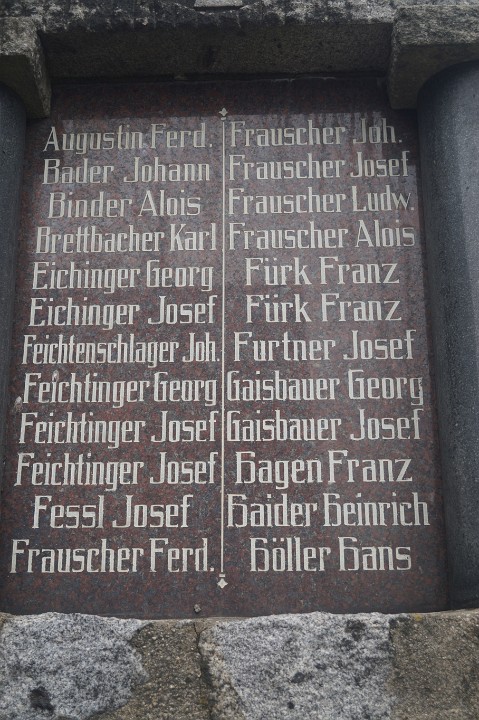 Augustin Ferd.
Bader Johann
Binder Alois
Brettbacher Karl
Eichinger Georg
Eichinger Josef
Feichtenschlager Joh.
Feichtinger Georg
Feichtinger Josef
Feichtinger Josef
Fessl Josef
Frauscher Ferd.
Frauscher Joh.
Frauscher Josef
Frauscher Ludw.
Frauscher Alois
Fürk Franz
Fürk Franz
Furtner Josef
Gaisbauer Georg
Gaisbauer Josef
Hagen Franz
Haider Heinrich
Höller Hans